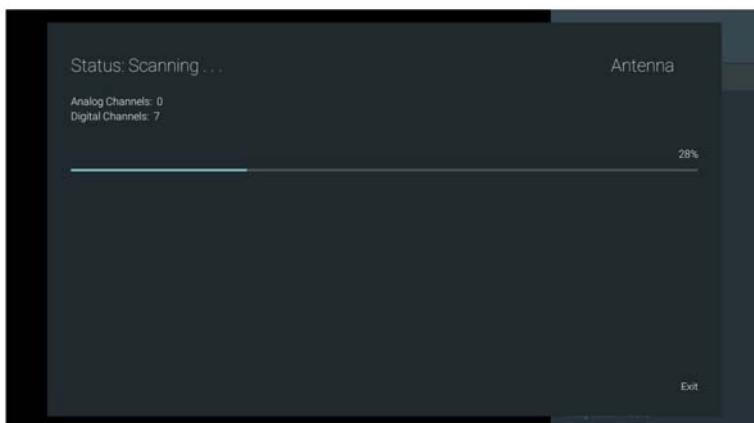 Status: Scanning . . .
Antenna
Analog Channels: 0
Digital Channels: 7
28%
Exit